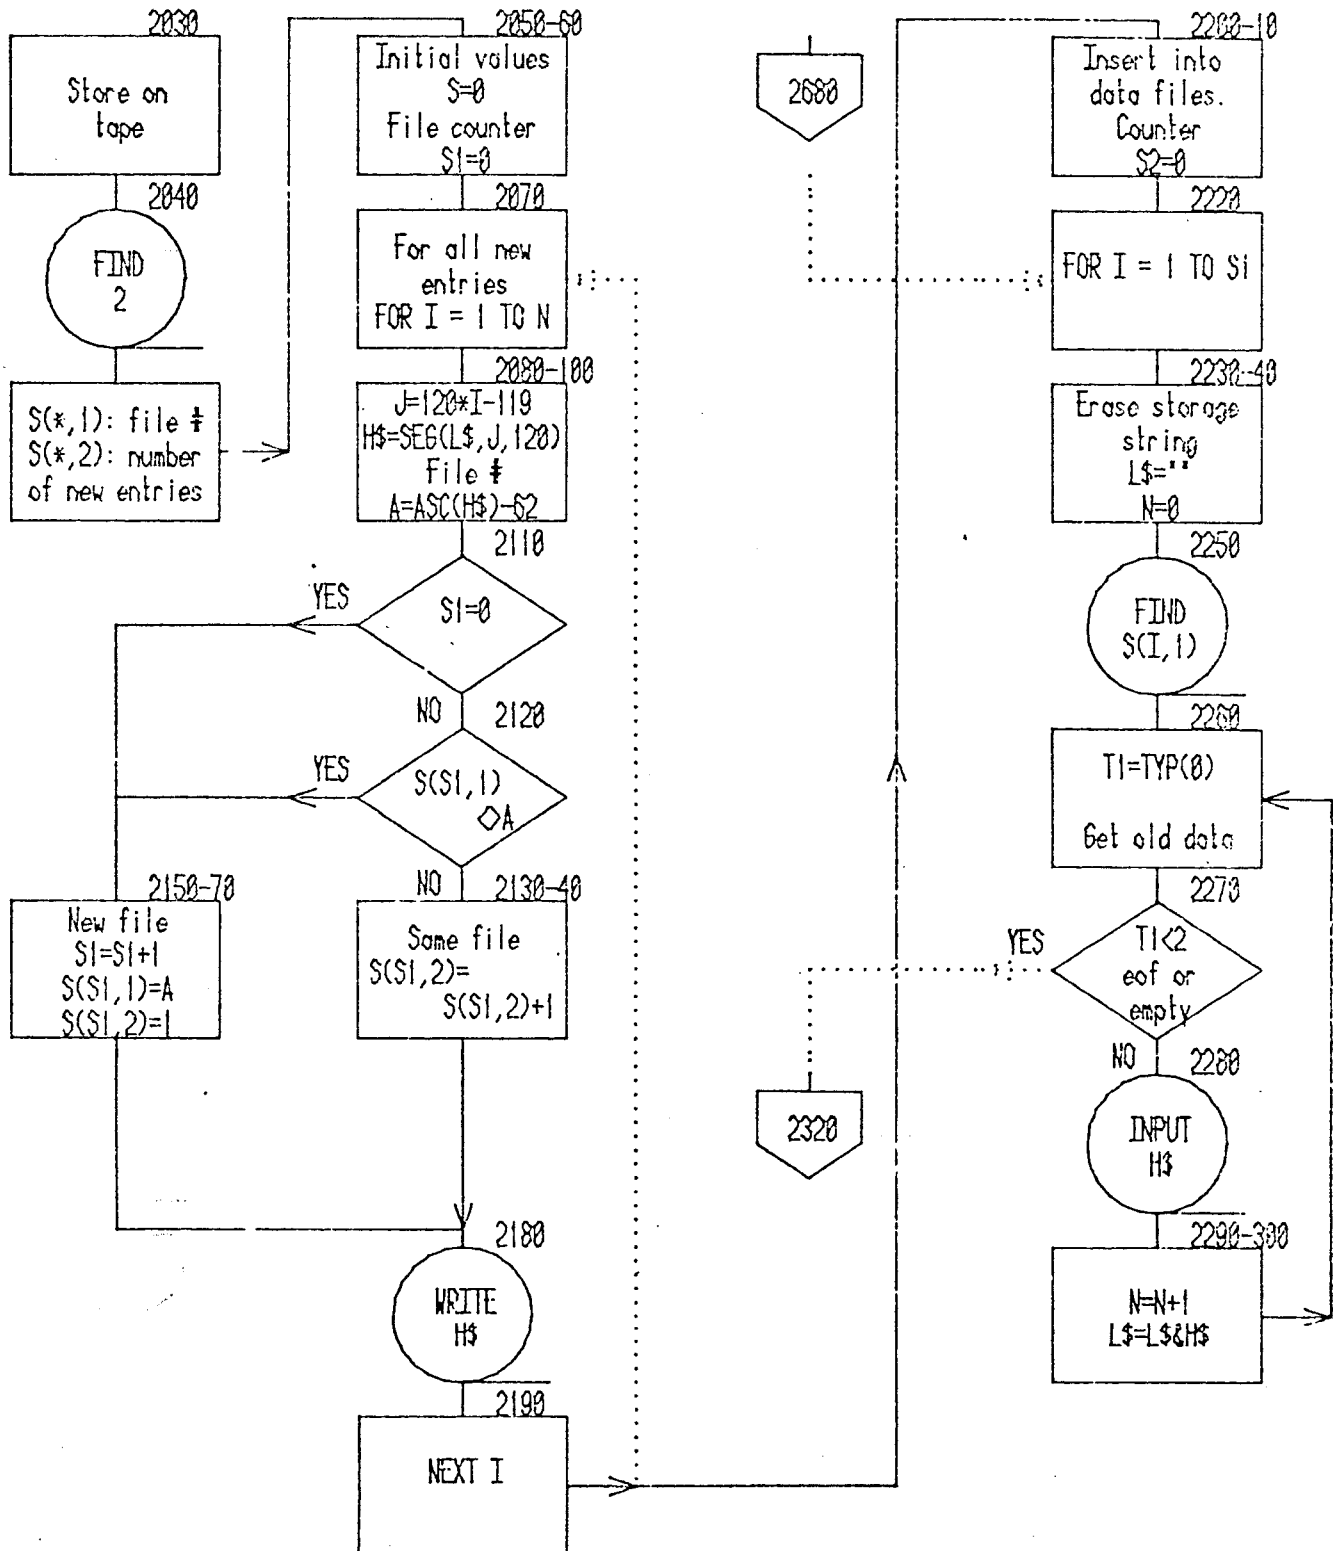 2030
Store on
tape
2040
FIND
2
S(*,1): file #
S(*,2): number
of new entries
2050-60
Initial values
S=0
File counter
S1=0
2070
For all new
entries
FOR I = 1 TO N
2080-100
J=120*I-119
H$=SEG(L$,J,120)
File #
A=ASC(H$)-62
2110
S1=0
YES
NO
2120
S(S1,1)
<>A
YES
NO
2150-70
New file
S1=S1+1
S(S1,1)=A
S(S1,2)=1
2130-40
Same file
S(S1,2)=
S(S1,2)+1
2180
WRITE
H$
2190
NEXT I
2680
2320
2200-10
Insert into
data files.
Counter
S2=0
2220
FOR I = 1 TO S1
2230-40
Erase storage
string
L$=""
N=0
2250
FIND
S(I,1)
2260
T1=TYP(0)
Get old data
2270
YES
T1<2
eof or
empty
NO
2280
INPUT
H$
2290-300
N=N+1
L$=L$&H$